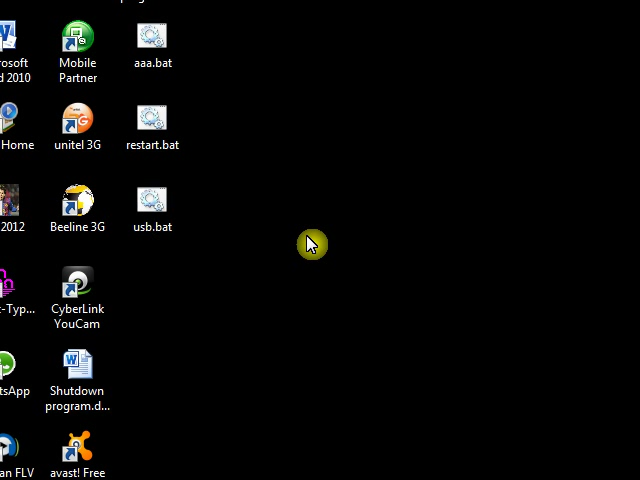 rosoft
d 2010
Mobile
Partner
aaa.bat
Home
unitel 3G
restart.bat
2012
Beeline 3G
usb.bat
t-Typ...
CyberLink
YouCam
tsApp
Shutdown
program.d...
an FLV
avast! Free